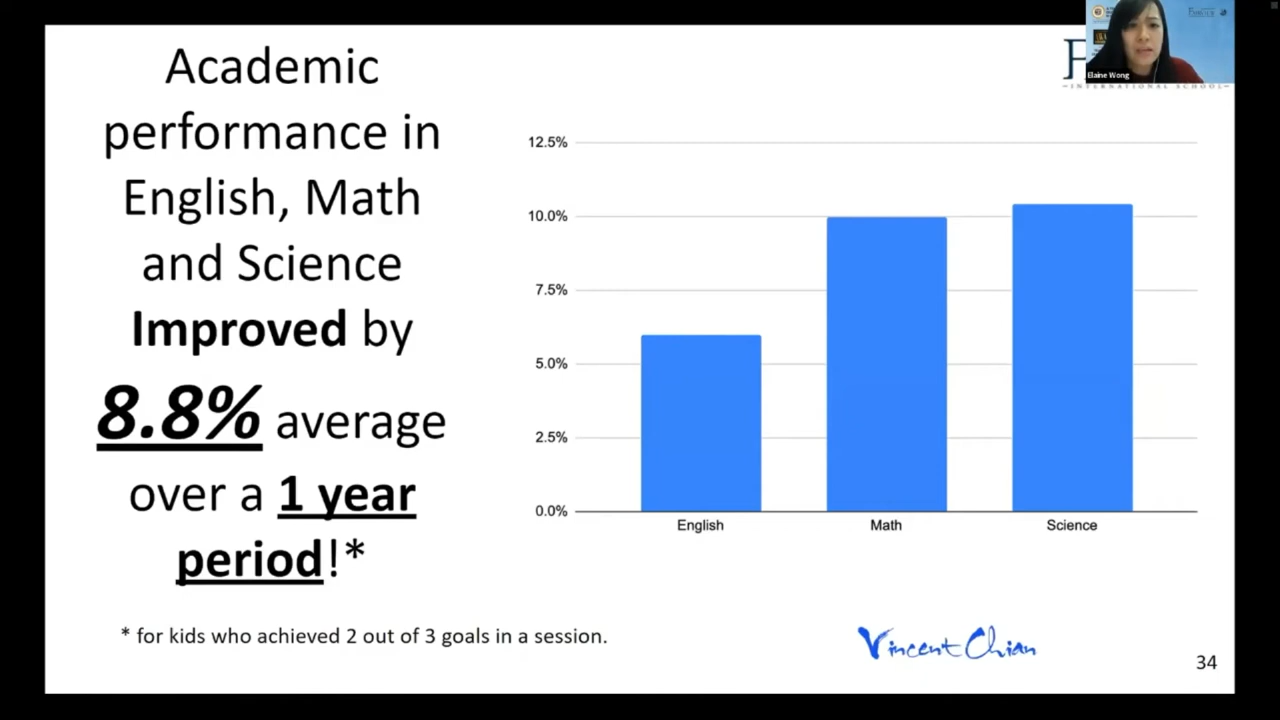 Academic
performance in
English, Math
and Science
Improved by
8.8% average
over a 1 year
period!*
* for kids who achieved 2 out of 3 goals in a session.
12.5%
10.0%
7.5%
5.0%
2.5%
0.0%
English
Math
Science
Vincent Chian
34
Elaine Wong
INTERNATIONAL SCHOOL